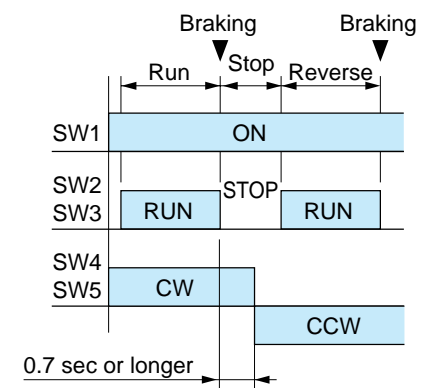 Braking Braking
Run Stop Reverse
SW1 ON
SW2 STOP
SW3 RUN RUN
SW4
SW5 CW
CCW
0.7 sec or longer